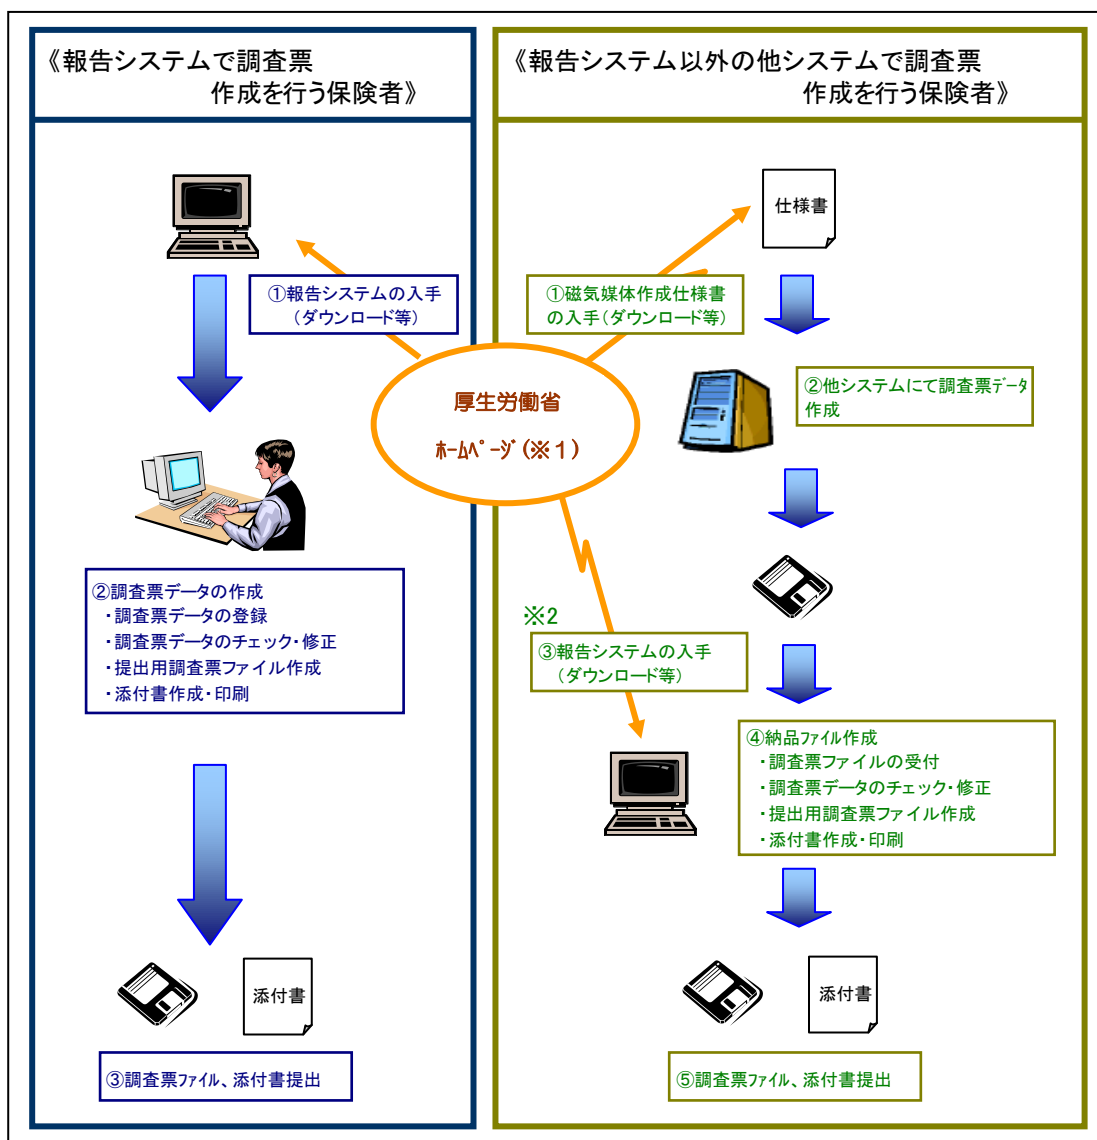 《報告システムで調査票
作成を行う保険者》
①報告システムの入手
（ダウンロード等）
②調査票データの作成
・調査票データの登録
・調査票データのチェック・修正
・提出用調査票ファイル作成
・添付書作成・印刷
添付書
③調査票ファイル、添付書提出
厚生労働省
ﾎｰﾑﾍﾟｰｼﾞ(※１)
《報告システム以外の他システムで調査票
作成を行う保険者》
仕様書
①磁気媒体作成仕様書
の入手（ダウンロード等）
②他システムにて調査票ﾃﾞｰﾀ
作成
※2
③報告システムの入手
（ダウンロード等）
④納品ﾌｧｲﾙ作成
・調査票ファイルの受付
・調査票データのチェック・修正
・提出用調査票ファイル作成
・添付書作成・印刷
添付書
⑤調査票ﾌｧｲﾙ、添付書提出